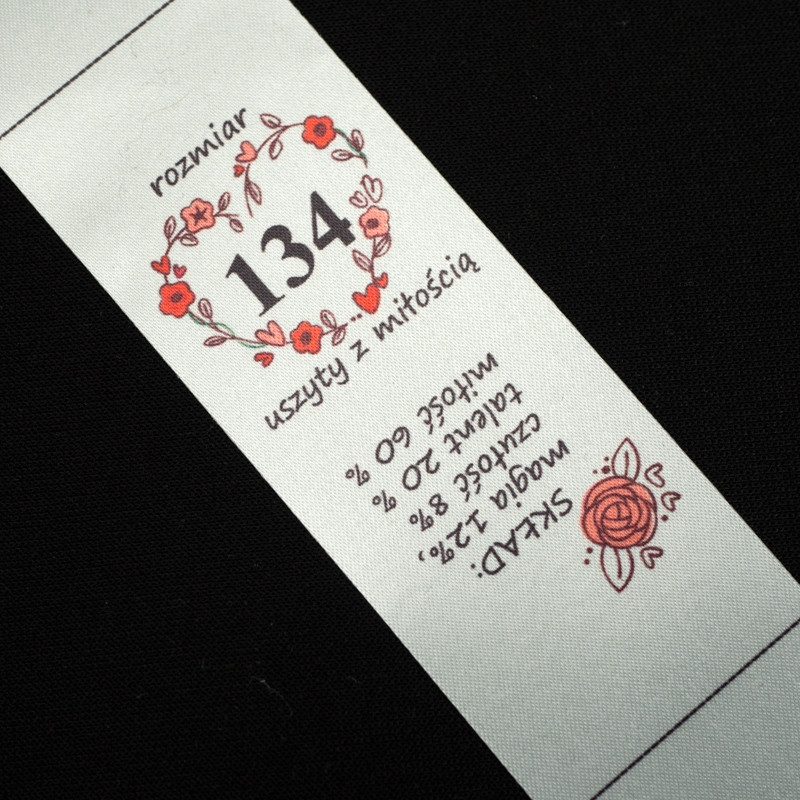 rozmiar
134
uszyty z miłością
SKŁAD:
magia 12%,
czułość 8%
talent 20 %
miłość 60 %